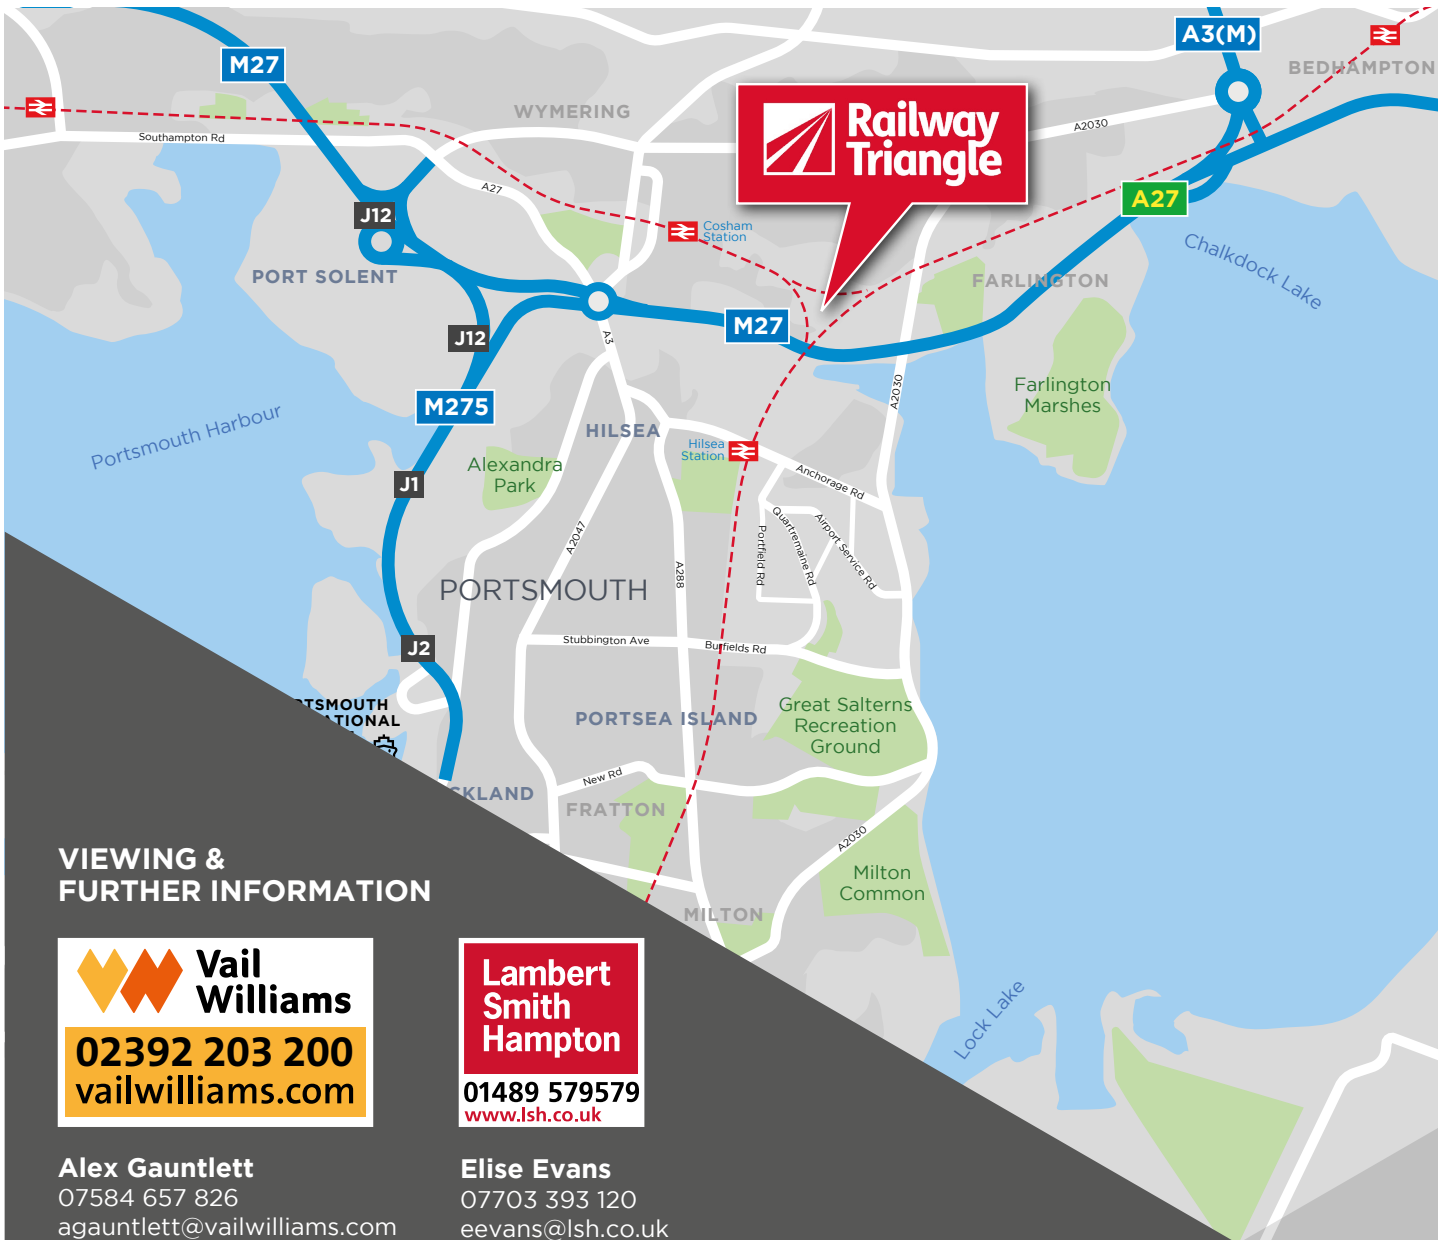 A3(M)
M27
BEDHAMPTON
WYMERING
Railway
Triangle
A2030
Southampton Rd
A27
A27
J12
Cosham
Station
Chalkdock Lake
PORT SOLENT
FARLINGTON
M27
J12
A3
A2030
Farlington
Marshes
M275
Portsmouth Harbour
HILSEA
Hilsea
Station
Alexandra
Park
Anchorage Rd
J1
Quartremaine Rd
Airport Service Rd
Portfield Rd
A2047
A288
PORTSMOUTH
Stubbington Ave
Burfields Rd
J2
TSMOUTH
ATIONAL
PORTSEA ISLAND
Great Salterns
Recreation
Ground
New Rd
CKLAND
FRATTON
A2030
Milton
Common
MILTON
Lock Lake
VIEWING &
FURTHER INFORMATION
Vail
Williams
02392 203 200
vailwilliams.com
Alex Gauntlett
07584 657 826
agauntlett@vailwilliams.com
Lambert
Smith
Hampton
01489 579579
www.lsh.co.uk
Elise Evans
07703 393 120
eevans@lsh.co.uk